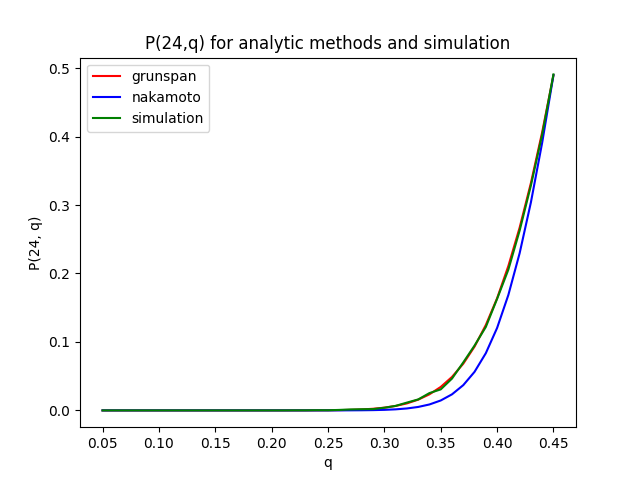 P(24,q) for analytic methods and simulation
grunspan
nakamoto
simulation
P(24, q)
0.5
0.4
0.3
0.2
0.1
0.0
0.05 0.10 0.15 0.20 0.25 0.30 0.35 0.40 0.45
q